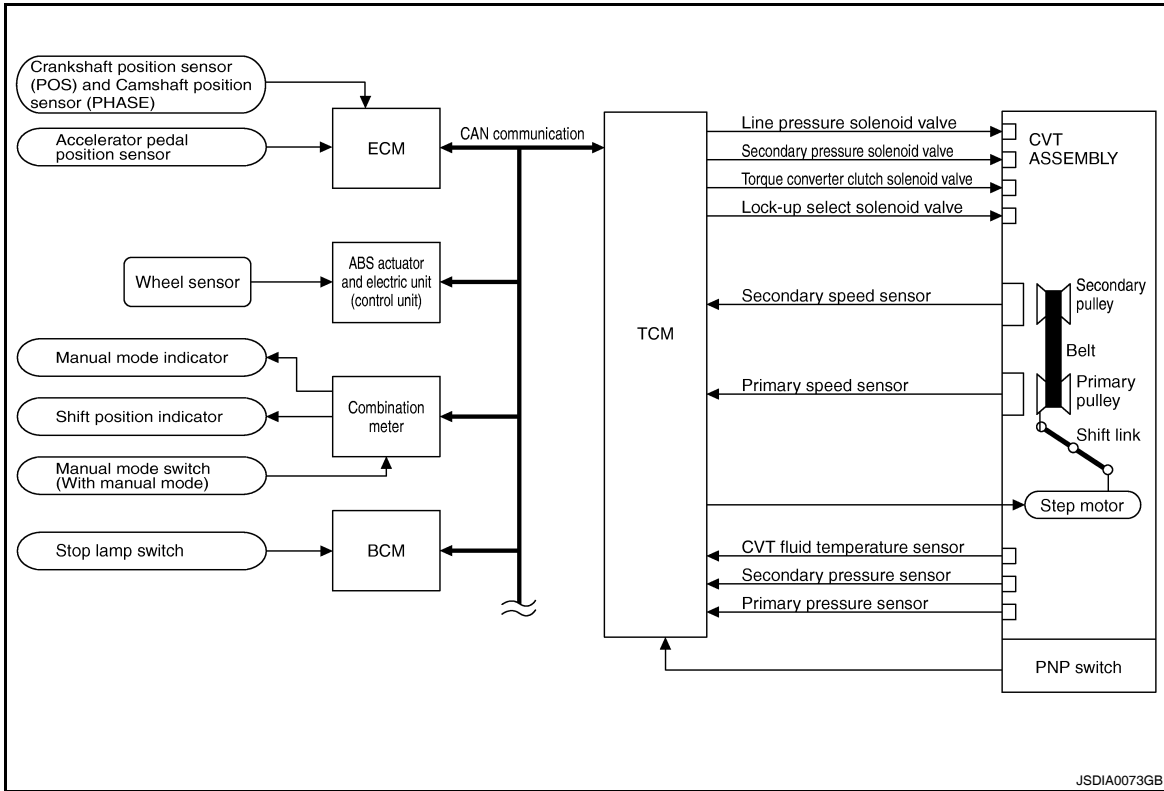 Crankshaft position sensor
(POS) and Camshaft position
sensor (PHASE)
Accelerator pedal
position sensor
ECM
CAN communication
Wheel sensor
ABS actuator
and electric unit
(control unit)
Manual mode indicator
Shift position indicator
Manual mode switch
(With manual mode)
Combination
meter
Stop lamp switch
BCM
TCM
Line pressure solenoid valve
Secondary pressure solenoid valve
Torque converter clutch solenoid valve
Lock-up select solenoid valve
Secondary speed sensor
Primary speed sensor
CVT fluid temperature sensor
Secondary pressure sensor
Primary pressure sensor
CVT
ASSEMBLY
Secondary
pulley
Belt
Primary
pulley
Shift link
Step motor
PNP switch
JSDIA0073GB